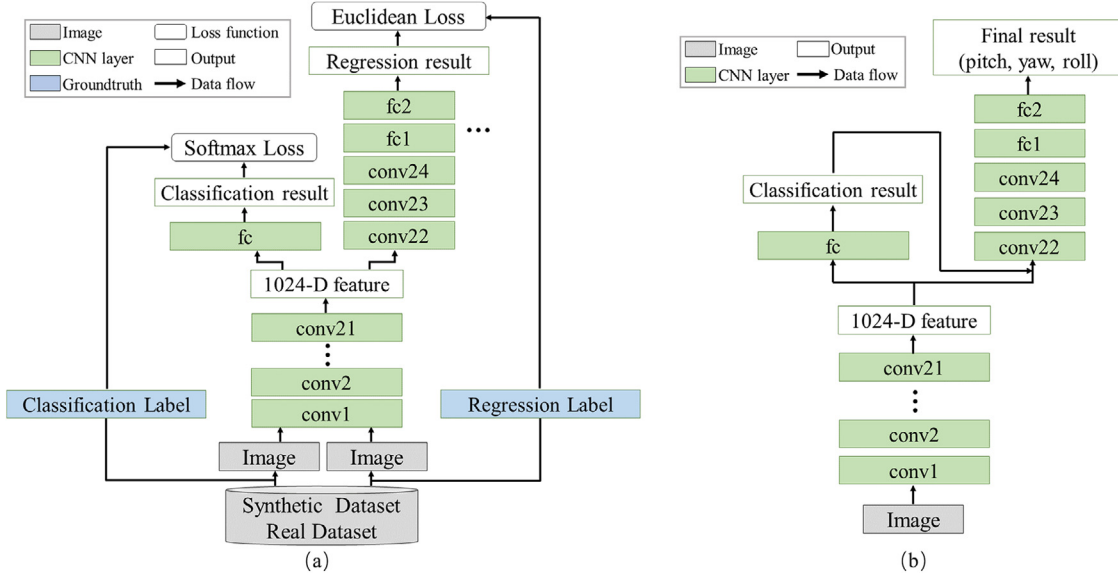 Image
Loss function
CNN layer
Output
Groundtruth
Data flow
Euclidean Loss
Regression result
fc2
fc1
conv24
conv23
conv22
...
Softmax Loss
Classification result
fc
1024-D feature
conv21
conv2
conv1
Classification Label
Regression Label
Image
Image
Synthetic Dataset
Real Dataset
(a)
Image
Output
CNN layer
Data flow
Final result
(pitch, yaw, roll)
fc2
fc1
conv24
conv23
conv22
Classification result
fc
1024-D feature
conv21
conv2
conv1
Image
(b)